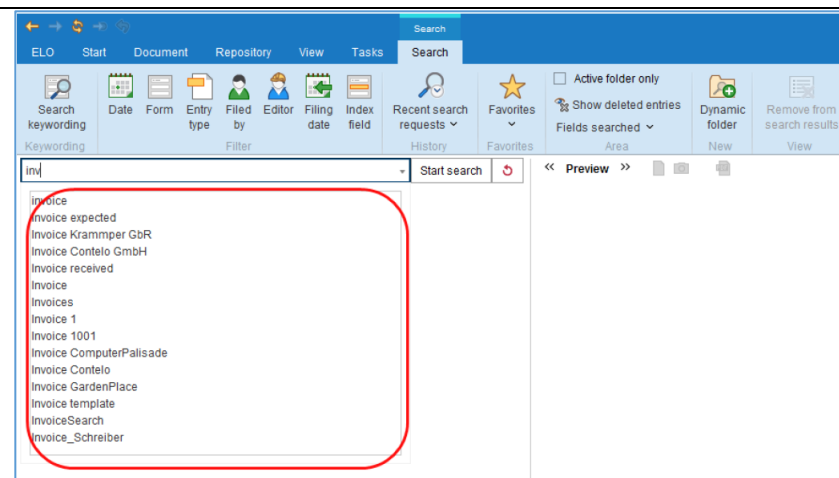 Search
ELO Start Document Repository View Tasks Search
Search keywording
Date
Form
Entry type
Filed by
Editor
Filing date
Index field
Recent search requests
Favorites
Active folder only
Show deleted entries
Fields searched
Dynamic folder
Remove from search results
Keywording Filter History Favorites Area New View
inv Start search << Preview >>
invoice
Invoice expected
Invoice Krammper GbR
Invoice Contelo GmbH
Invoice received
Invoice
Invoices
Invoice 1
Invoice 1001
Invoice ComputerPalisade
Invoice Contelo
Invoice GardenPlace
Invoice template
InvoiceSearch
Invoice_Schreiber